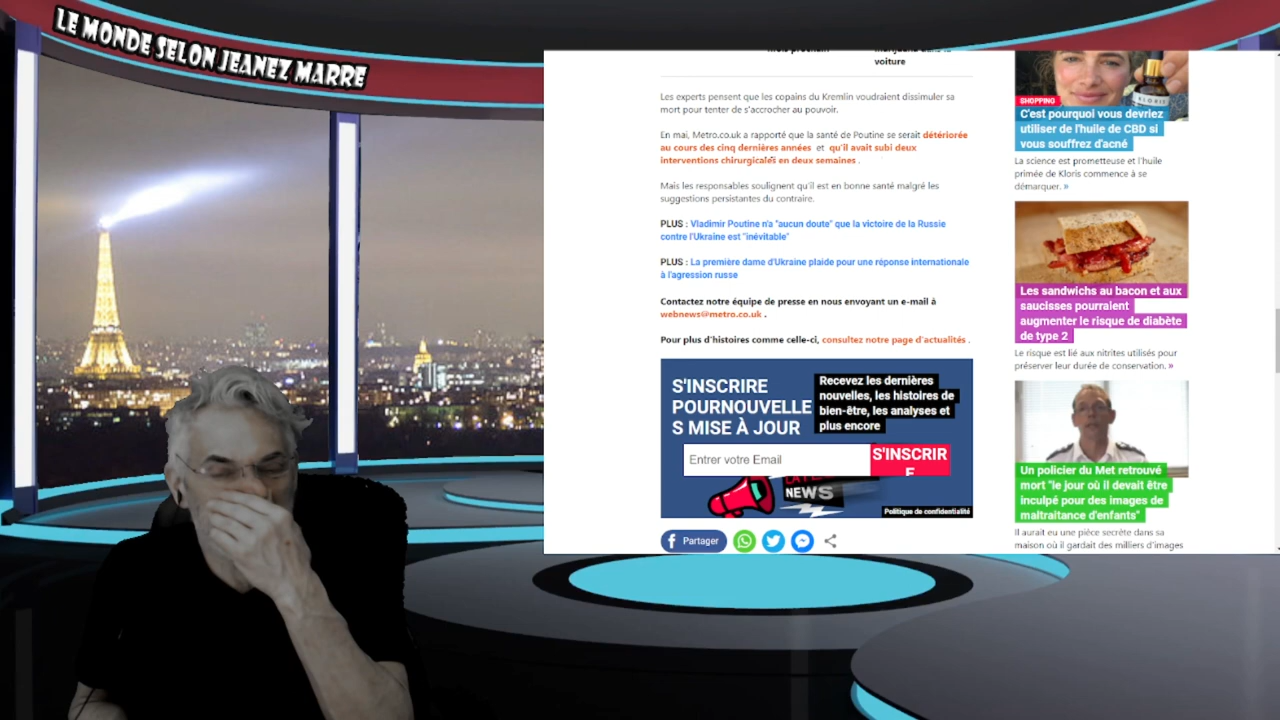 LE MONDE SELON JEANEZ MARRE
voiture
Les experts pensent que les copains du Kremlin voudraient dissimuler sa
mort pour tenter de s'accrocher au pouvoir.
En mai, Metro.co.uk a rapporté que la santé de Poutine se serait détériorée
au cours des cinq dernières années et qu'il avait subi deux
interventions chirurgicales en deux semaines .
Mais les responsables soulignent qu'il est en bonne santé malgré les
suggestions persistantes du contraire.
PLUS : Vladimir Poutine n'a "aucun doute" que la victoire de la Russie
contre l'Ukraine est "inévitable"
PLUS : La première dame d'Ukraine plaide pour une réponse internationale
à l'agression russe
Contactez notre équipe de presse en nous envoyant un e-mail à
webnews@metro.co.uk .
Pour plus d'histoires comme celle-ci, consultez notre page d'actualités .
S'INSCRIRE
POURNOUVELLE
S MISE À JOUR
Recevez les dernières
nouvelles, les histoires de
bien-être, les analyses et
plus encore
Entrer votre Email
S'INSCRIR
E
NEWS
Politique de confidentialité
Partager
KLORIS
SHOPPING
C'est pourquoi vous devriez
utiliser de l'huile de CBD si
vous souffrez d'acné
La science est prometteuse et l'huile
primée de Kloris commence à se
démarquer. »
Les sandwichs au bacon et aux
saucisses pourraient
augmenter le risque de diabète
de type 2
Le risque est lié aux nitrites utilisés pour
préserver leur durée de conservation. »
Un policier du Met retrouvé
mort "le jour où il devait être
inculpé pour des images de
maltraitance d'enfants"
Il aurait eu une pièce secrète dans sa
maison où il gardait des milliers d'images